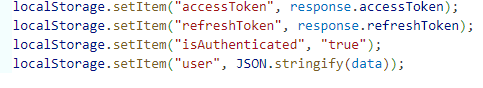 localStorage.setItem("accessToken", response.accessToken);
localStorage.setItem("refreshToken", response.refreshToken);
localStorage.setItem("isAuthenticated", "true");
localStorage.setItem("user", JSON.stringify(data));